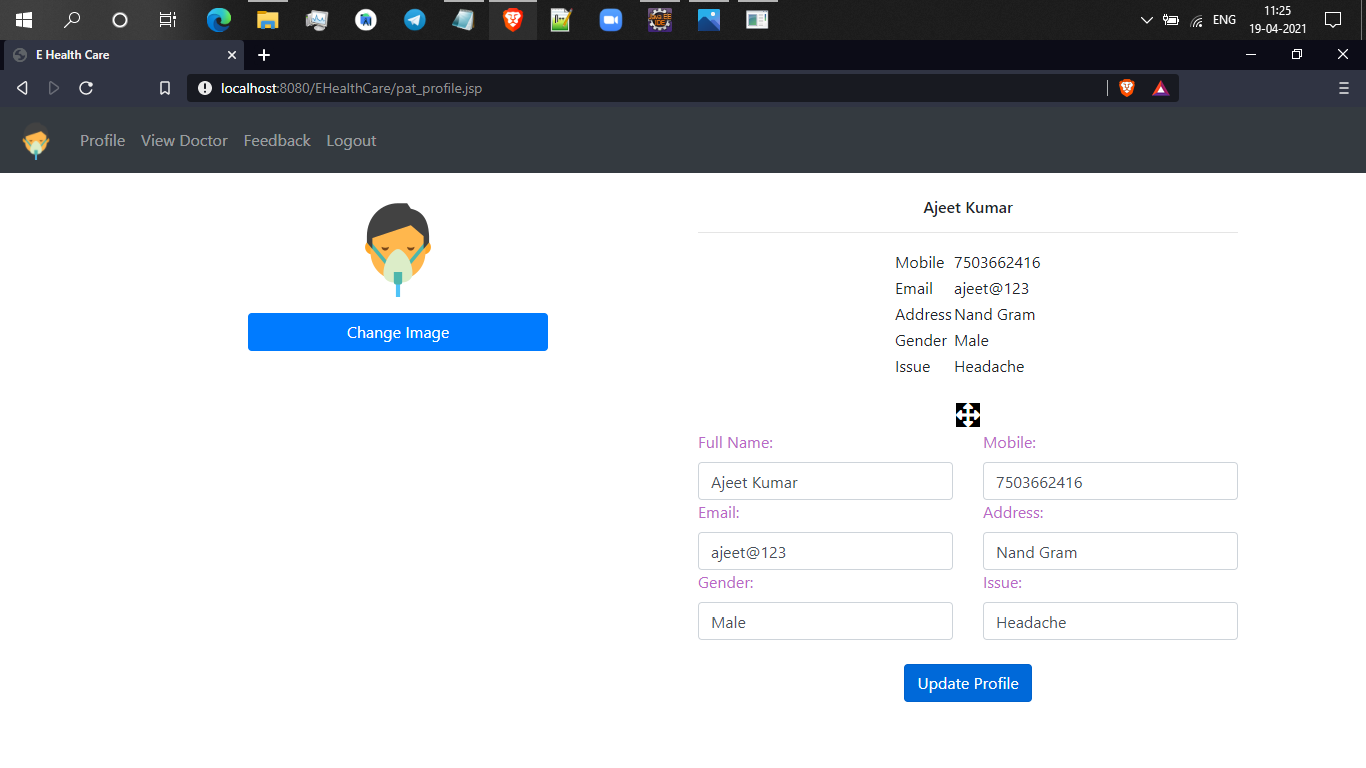 ENG
11:25
19-04-2021
E Health Care
localhost:8080/EHealthCare/pat_profile.jsp
Profile View Doctor Feedback Logout
Change Image
Ajeet Kumar
Mobile 7503662416
Email ajeet@123
Address Nand Gram
Gender Male
Issue Headache
Full Name: Mobile:
Ajeet Kumar 7503662416
Email: Address:
ajeet@123 Nand Gram
Gender: Issue:
Male Headache
Update Profile